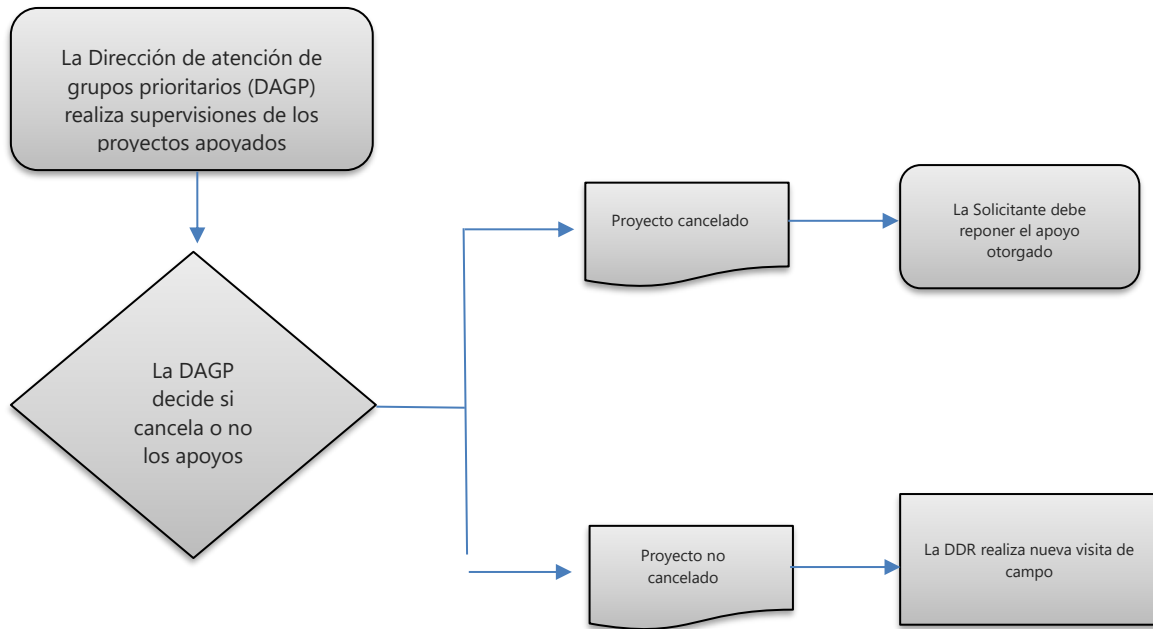 La Dirección de atención de
grupos prioritarios (DAGP)
realiza supervisiones de los
proyectos apoyados
La DAGP
decide si
cancela o no
los apoyos
Proyecto cancelado
La Solicitante debe
reponer el apoyo
otorgado
Proyecto no
cancelado
La DDR realiza nueva visita de
campo